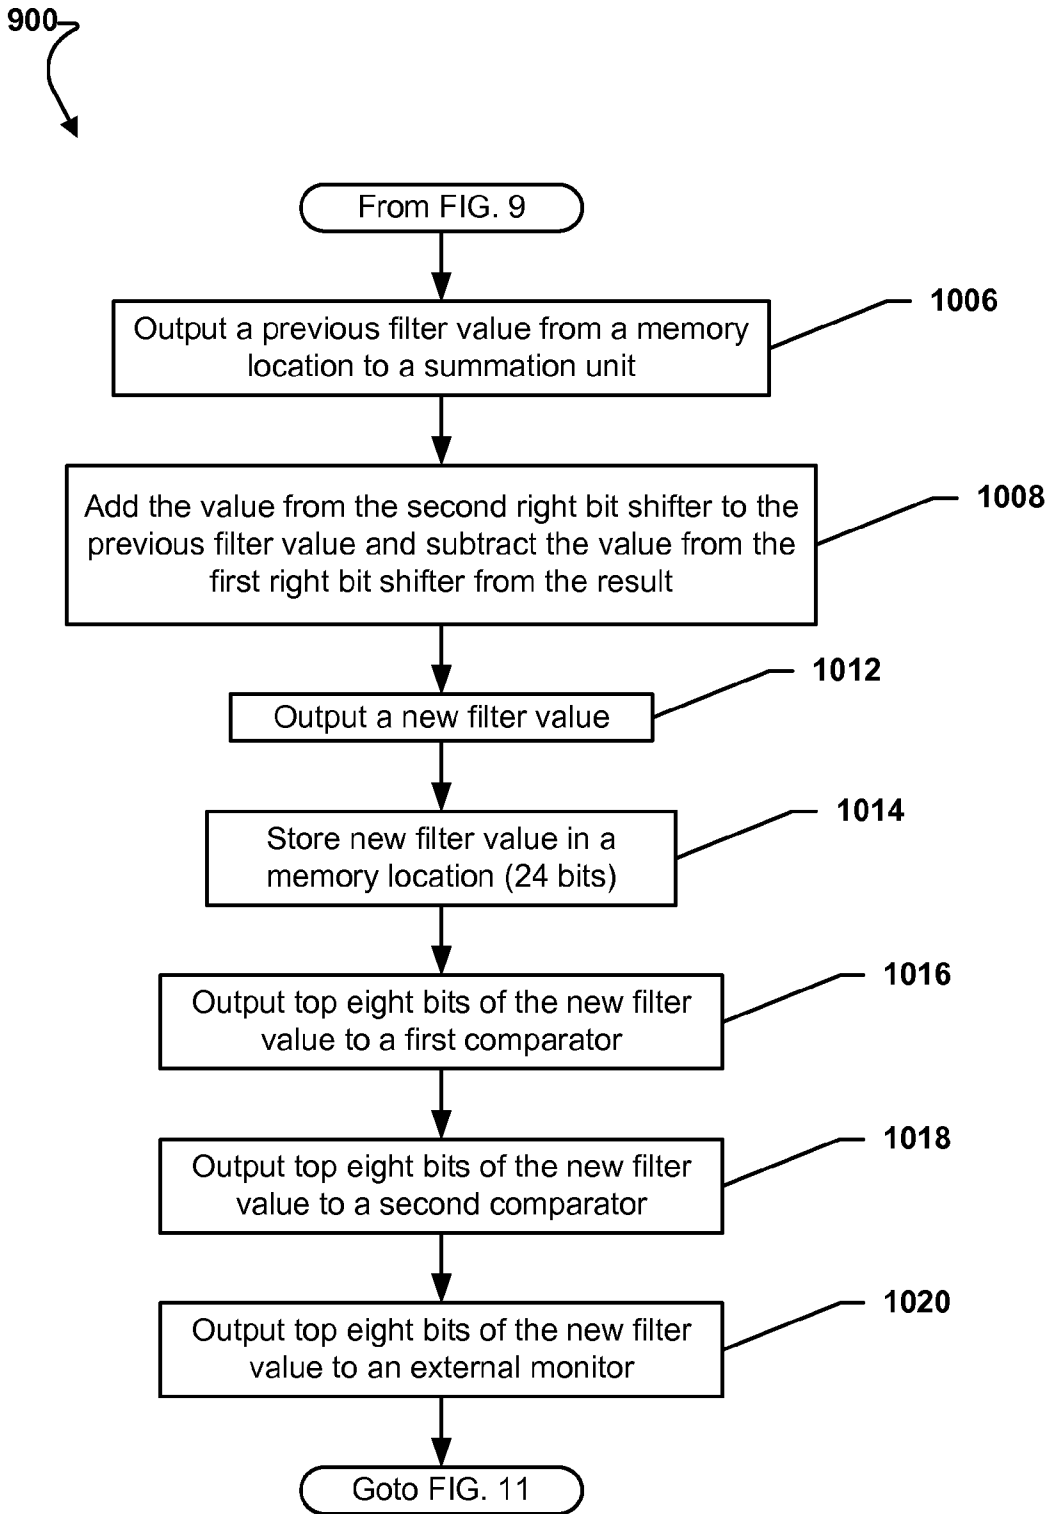 900
From FIG. 9
1006
Output a previous filter value from a memory
location to a summation unit
1008
Add the value from the second right bit shifter to the
previous filter value and subtract the value from the
first right bit shifter from the result
1012
Output a new filter value
1014
Store new filter value in a
memory location (24 bits)
1016
Output top eight bits of the new filter
value to a first comparator
1018
Output top eight bits of the new filter
value to a second comparator
1020
Output top eight bits of the new filter
value to an external monitor
Goto FIG. 11